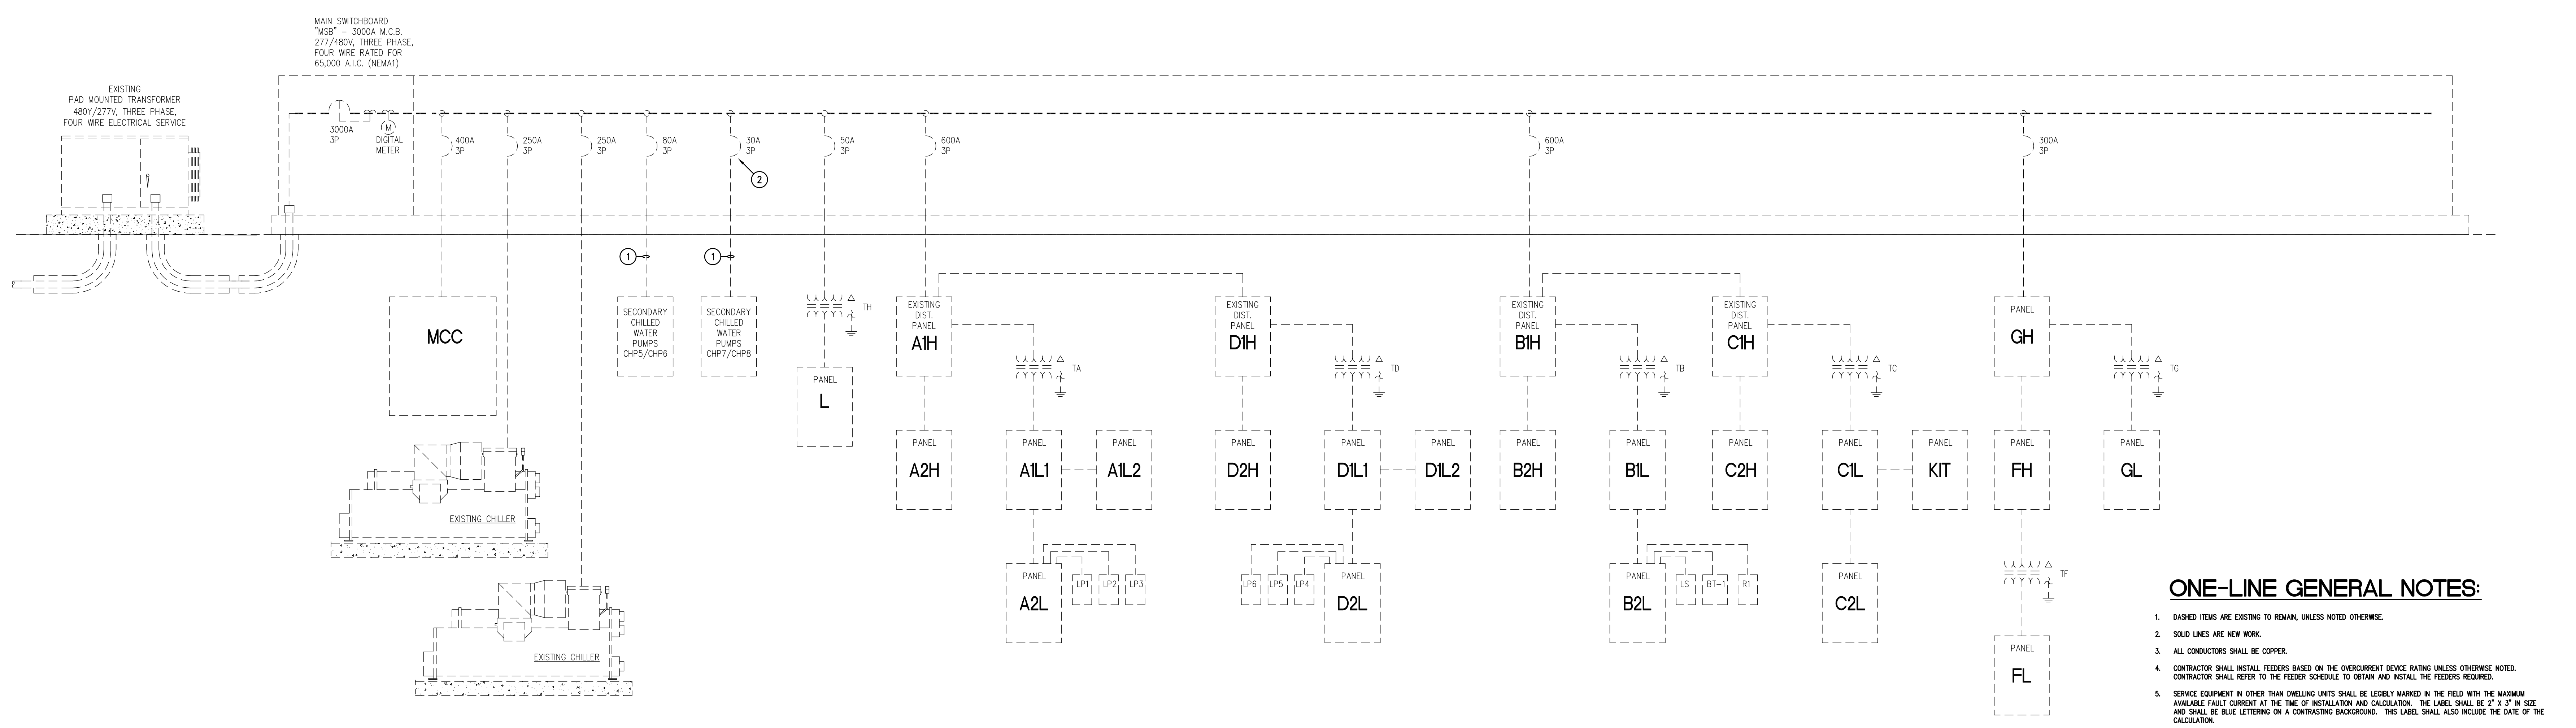 MAIN SWITCHBOARD
"MSB" - 3000A M.C.B.
277/480V, THREE PHASE,
FOUR WIRE RATED FOR
65,000 A.I.C. (NEMA1)
EXISTING
PAD MOUNTED TRANSFORMER
480Y/277V, THREE PHASE,
FOUR WIRE ELECTRICAL SERVICE
3000A
3P
M
DIGITAL
METER
400A
3P
250A
3P
250A
3P
80A
3P
30A
3P
2
50A
3P
600A
3P
600A
3P
300A
3P
1
1
MCC
SECONDARY
CHILLED
WATER
PUMPS
CHP5/CHP6
SECONDARY
CHILLED
WATER
PUMPS
CHP7/CHP8
TH
PANEL
L
EXISTING
DIST.
PANEL
A1H
TA
EXISTING
DIST.
PANEL
D1H
TD
EXISTING
DIST.
PANEL
B1H
TB
EXISTING
DIST.
PANEL
C1H
TC
PANEL
GH
TG
PANEL
A2H
PANEL
A1L1
PANEL
A1L2
PANEL
D2H
PANEL
D1L1
PANEL
D1L2
PANEL
B2H
PANEL
B1L
PANEL
C2H
PANEL
C1L
PANEL
KIT
PANEL
FH
PANEL
GL
EXISTING CHILLER
EXISTING CHILLER
PANEL
A2L
LP1
LP2
LP3
LP6
LP5
LP4
PANEL
D2L
PANEL
B2L
LS
BT-1
R1
PANEL
C2L
TF
PANEL
FL
ONE-LINE GENERAL NOTES:
1. DASHED ITEMS ARE EXISTING TO REMAIN, UNLESS NOTED OTHERWISE.
2. SOLID LINES ARE NEW WORK.
3. ALL CONDUCTORS SHALL BE COPPER.
4. CONTRACTOR SHALL INSTALL FEEDERS BASED ON THE OVERCURRENT DEVICE RATING UNLESS OTHERWISE NOTED.
CONTRACTOR SHALL REFER TO THE FEEDER SCHEDULE TO OBTAIN AND INSTALL THE FEEDERS REQUIRED.
5. SERVICE EQUIPMENT IN OTHER THAN DWELLING UNITS SHALL BE LEGIBLY MARKED IN THE FIELD WITH THE MAXIMUM
AVAILABLE FAULT CURRENT AT THE TIME OF INSTALLATION AND CALCULATION. THE LABEL SHALL BE 2" X 3" IN SIZE
AND SHALL BE BLUE LETTERING ON A CONTRASTING BACKGROUND. THIS LABEL SHALL ALSO INCLUDE THE DATE OF THE
CALCULATION.